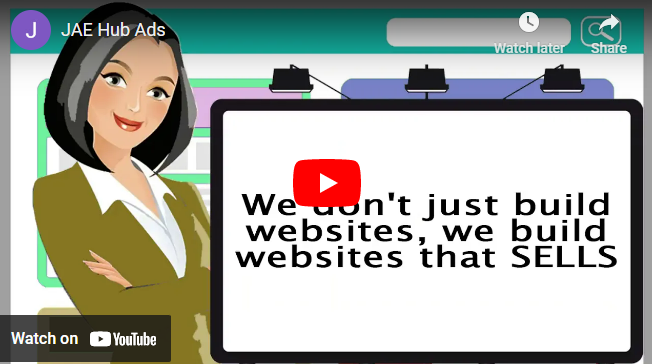 J
JAE Hub Ads
Watch later
Share
We don't just build
websites, we build
websites that SELLS
Watch on YouTube